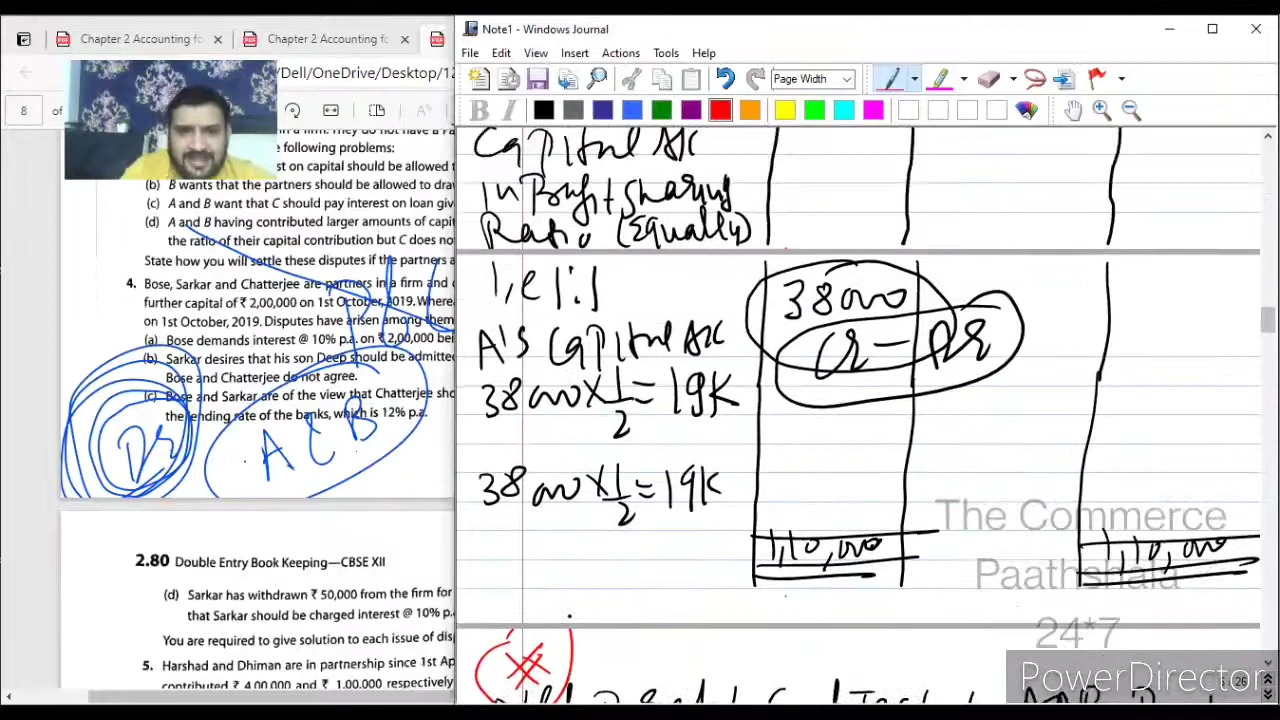 Chapter 2 Accounting fo
Chapter 2 Accounting fo
/Dell/OneDrive/Desktop/12
8 of
in a firm. They do not have a Pa
e following problems:
st on capital should be allowed t
(b) B wants that the partners should be allowed to dra
(c) A and B want that C should pay interest on loan giv
(d) A and B having contributed larger amounts of capit
the ratio of their capital contribution but C does no
State how you will settle these disputes if the partners a
4. Bose, Sarkar and Chatterjee are partners in a firm and
further capital of ₹ 2,00,000 on 1st October, 2019. Wherea
on 1st October, 2019. Disputes have arisen among them
(a) Bose demands interest @ 10% p.a. on ₹ 2,00,000 bei
(b) Sarkar desires that his son Deep should be admitted
Bose and Chatterjee do not agree.
(c) Bose and Sarkar are of the view that Chatterjee sho
the lending rate of the banks, which is 12% p.a.
Dr
A & B
2.80 Double Entry Book Keeping—CBSE XII
(d) Sarkar has withdrawn ₹ 50,000 from the firm for
that Sarkar should be charged interest @ 10% p.
You are required to give solution to each issue of disp
5. Harshad and Dhiman are in partnership since 1st Ap
contributed ₹ 4,00,000 and ₹ 1,00,000 respectively
Note1 - Windows Journal
File Edit View Insert Actions Tools Help
Page Width
B I
Capital A/c
in Profit sharing
Ratio (Equally)
i,e |:|
A's Capital A/c
38000 × 1/2 = 19K
38000 × 1/2 = 19K
38000
Cr - Dr
1,10,000
1,10,000
The Commerce
Paathshala
24*7
PowerDirector